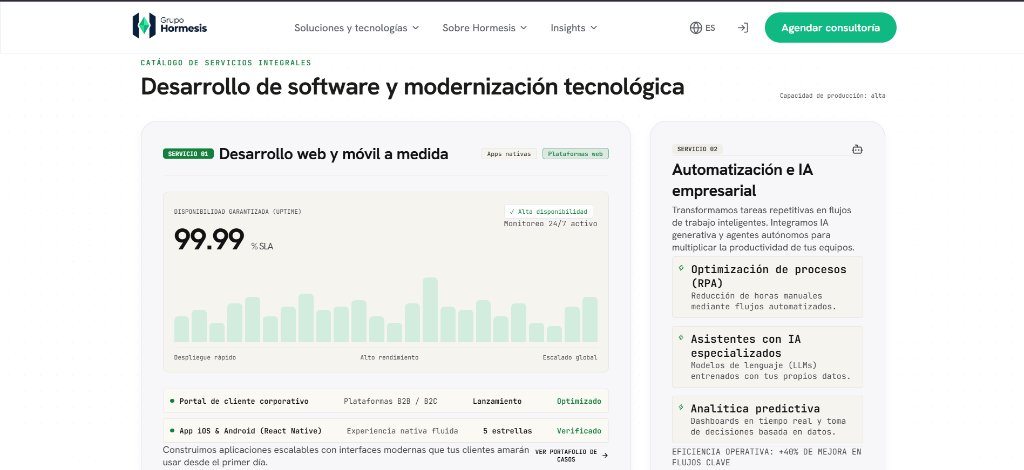 Grupo
Hormesis
Soluciones y tecnologías
Sobre Hormesis
Insights
ES
Agendar consultoría
CATÁLOGO DE SERVICIOS INTEGRALES
Desarrollo de software y modernización tecnológica
Capacidad de producción: alta
SERVICIO 01
Desarrollo web y móvil a medida
Apps nativas
Plataformas web
DISPONIBILIDAD GARANTIZADA (UPTIME)
✓ Alta disponibilidad
Monitoreo 24/7 activo
99.99 % SLA
Despliegue rápido
Alto rendimiento
Escalado global
Portal de cliente corporativo
Plataformas B2B / B2C
Lanzamiento
Optimizado
App iOS & Android (React Native)
Experiencia nativa fluida
5 estrellas
Verificado
Construimos aplicaciones escalables con interfaces modernas que tus clientes amarán
usar desde el primer día.
VER PORTAFOLIO DE
CASOS →
SERVICIO 02
Automatización e IA
empresarial
Transformamos tareas repetitivas en flujos
de trabajo inteligentes. Integramos IA
generativa y agentes autónomos para
multiplicar la productividad de tus equipos.
Optimización de procesos
(RPA)
Reducción de horas manuales
mediante flujos automatizados.
Asistentes con IA
especializados
Modelos de lenguaje (LLMs)
entrenados con tus propios datos.
Analítica predictiva
Dashboards en tiempo real y toma
de decisiones basada en datos.
EFICIENCIA OPERATIVA: +40% DE MEJORA EN
FLUJOS CLAVE